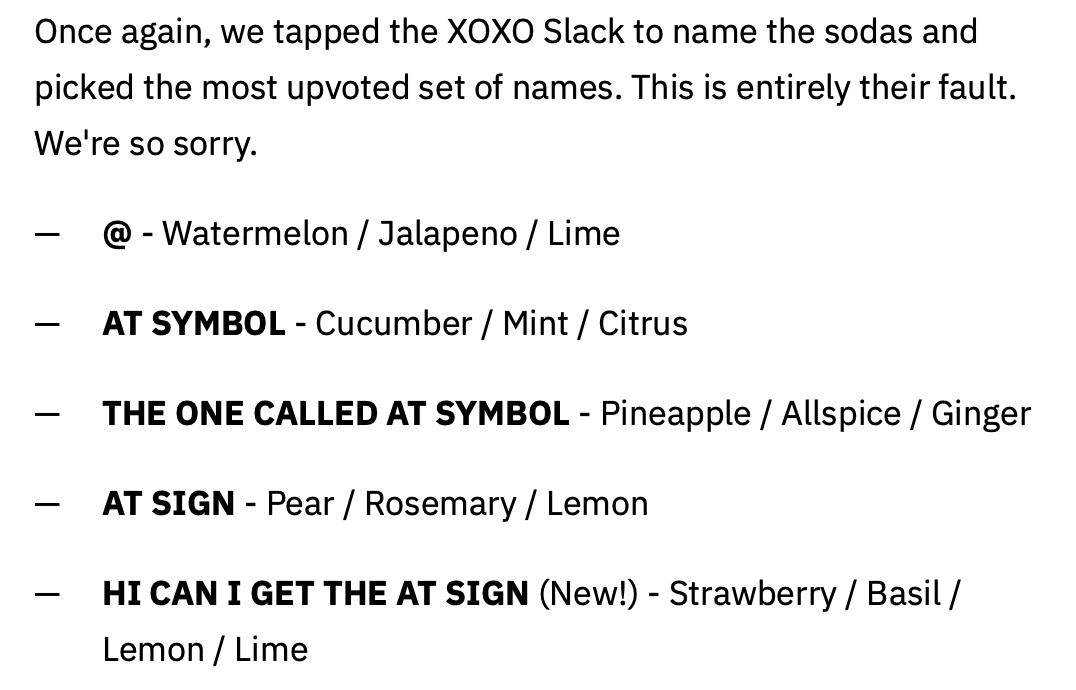 Once again, we tapped the XOXO Slack to name the sodas and
picked the most upvoted set of names. This is entirely their fault.
We're so sorry.
— @ - Watermelon / Jalapeno / Lime
— AT SYMBOL - Cucumber / Mint / Citrus
— THE ONE CALLED AT SYMBOL - Pineapple / Allspice / Ginger
— AT SIGN - Pear / Rosemary / Lemon
— HI CAN I GET THE AT SIGN (New!) - Strawberry / Basil /
Lemon / Lime